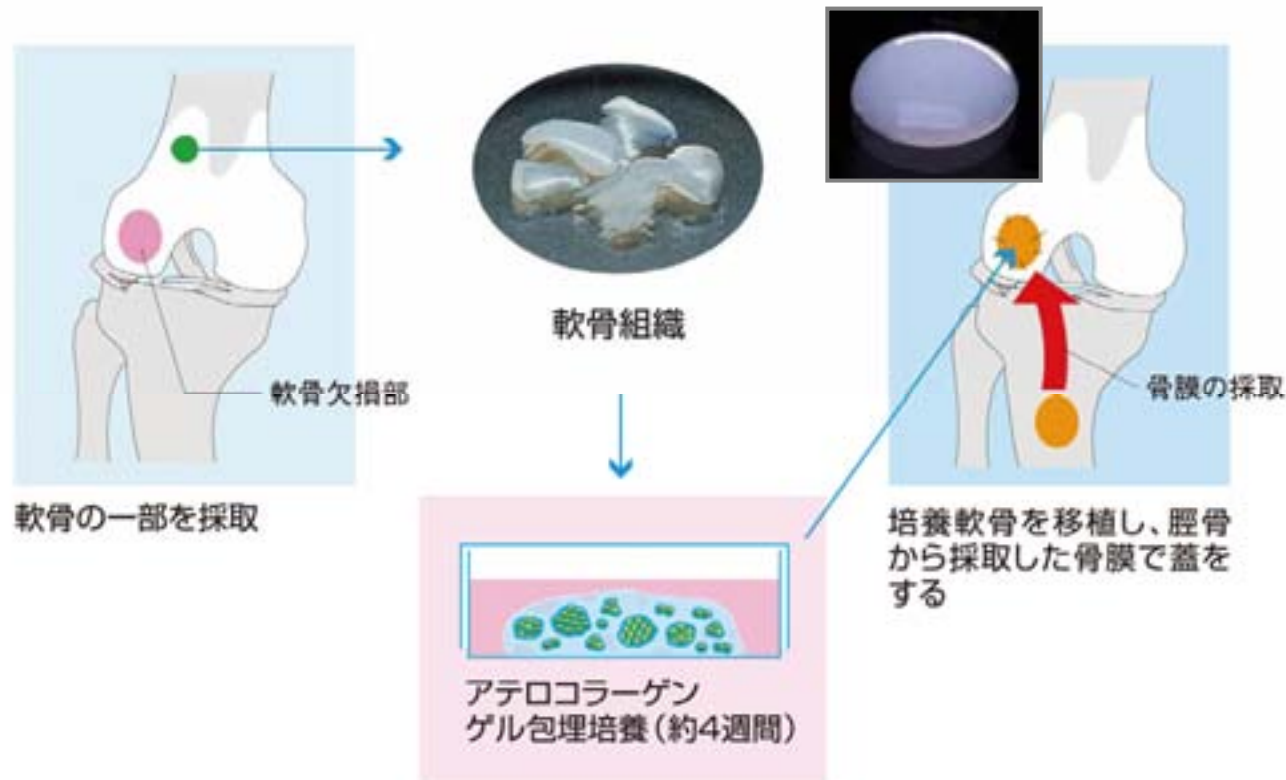 軟骨組織
軟骨欠損部
骨膜の採取
軟骨の一部を採取
培養軟骨を移植し、脛骨
から採取した骨膜で蓋を
する
アテロコラーゲン
ゲル包埋培養（約4週間）